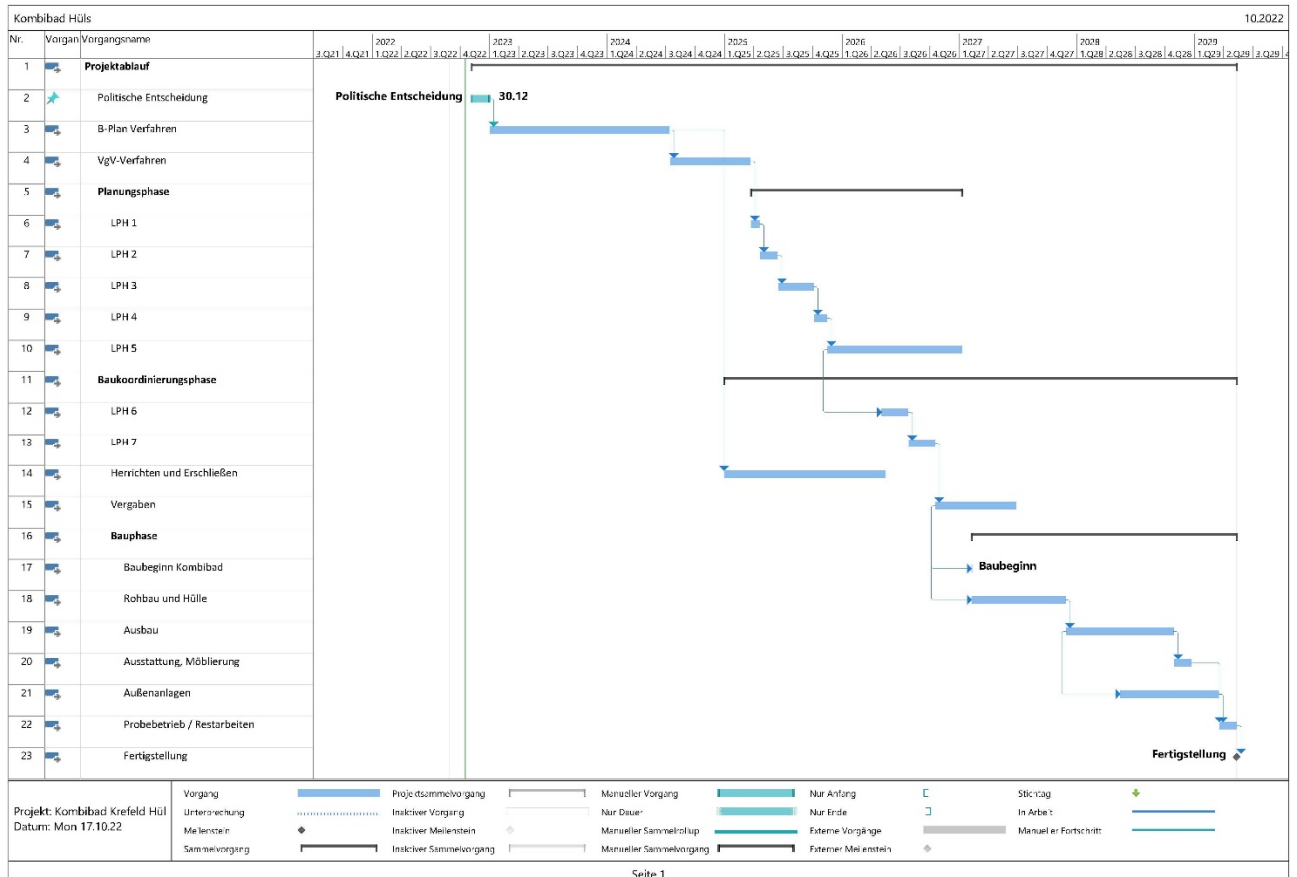 Kombibad Hüls 10.2022
Nr. Vorgan Vorgangsname
2022 2023 2024 2025 2026 2027 2028 2029
3.Q21 4.Q21 1.Q22 2.Q22 3.Q22 4.Q22 1.Q23 2.Q23 3.Q23 4.Q23 1.Q24 2.Q24 3.Q24 4.Q24 1.Q25 2.Q25 3.Q25 4.Q25 1.Q26 2.Q26 3.Q26 4.Q26 1.Q27 2.Q27 3.Q27 4.Q27 1.Q28 2.Q28 3.Q28 4.Q28 1.Q29 2.Q29 3.Q29 4
1 Projektablauf
2 Politische Entscheidung Politische Entscheidung 30.12
3 B-Plan Verfahren
4 VgV-Verfahren
5 Planungsphase
6 LPH 1
7 LPH 2
8 LPH 3
9 LPH 4
10 LPH 5
11 Baukoordinierungsphase
12 LPH 6
13 LPH 7
14 Herrichten und Erschließen
15 Vergaben
16 Bauphase
17 Baubeginn Kombibad Baubeginn
18 Rohbau und Hülle
19 Ausbau
20 Ausstattung, Möblierung
21 Außenanlagen
22 Probebetrieb / Restarbeiten
23 Fertigstellung Fertigstellung
Projekt: Kombibad Krefeld Hül
Datum: Mon 17.10.22
Vorgang Projektsammelvorgang Manueller Vorgang Nur Anfang Stichtag
Unterbrechung Inaktiver Vorgang Nur Dauer Nur Ende In Arbeit
Meilenstein Inaktiver Meilenstein Manueller Sammelrollup Externe Vorgänge Manueller Fortschritt
Sammelvorgang Inaktiver Sammelvorgang Manueller Sammelvorgang Externer Meilenstein
Seite 1